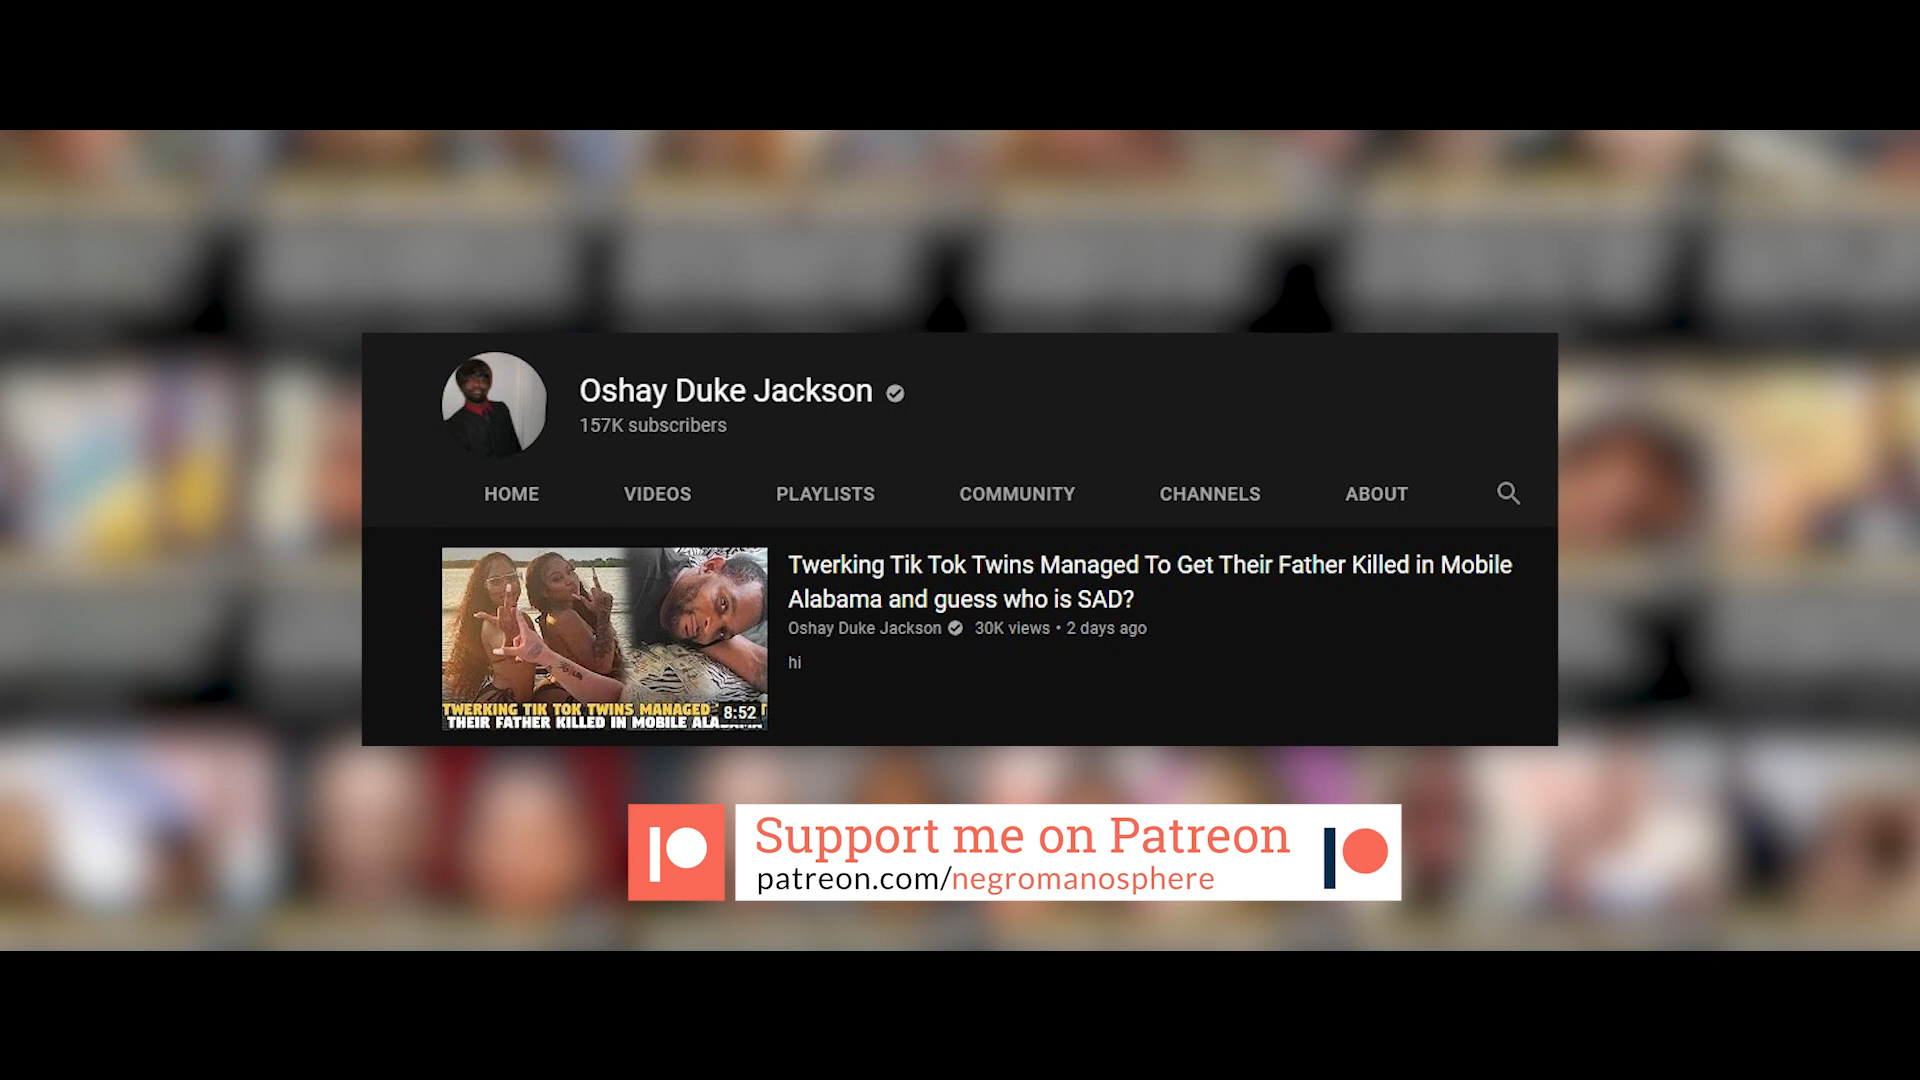 Oshay Duke Jackson
157K subscribers
HOME VIDEOS PLAYLISTS COMMUNITY CHANNELS ABOUT
Twerking Tik Tok Twins Managed To Get Their Father Killed in Mobile
Alabama and guess who is SAD?
Oshay Duke Jackson 30K views • 2 days ago
hi
TWERKING TIK TOK TWINS MANAGED
THEIR FATHER KILLED IN MOBILE
8:52
Support me on Patreon
patreon.com/negromanosphere